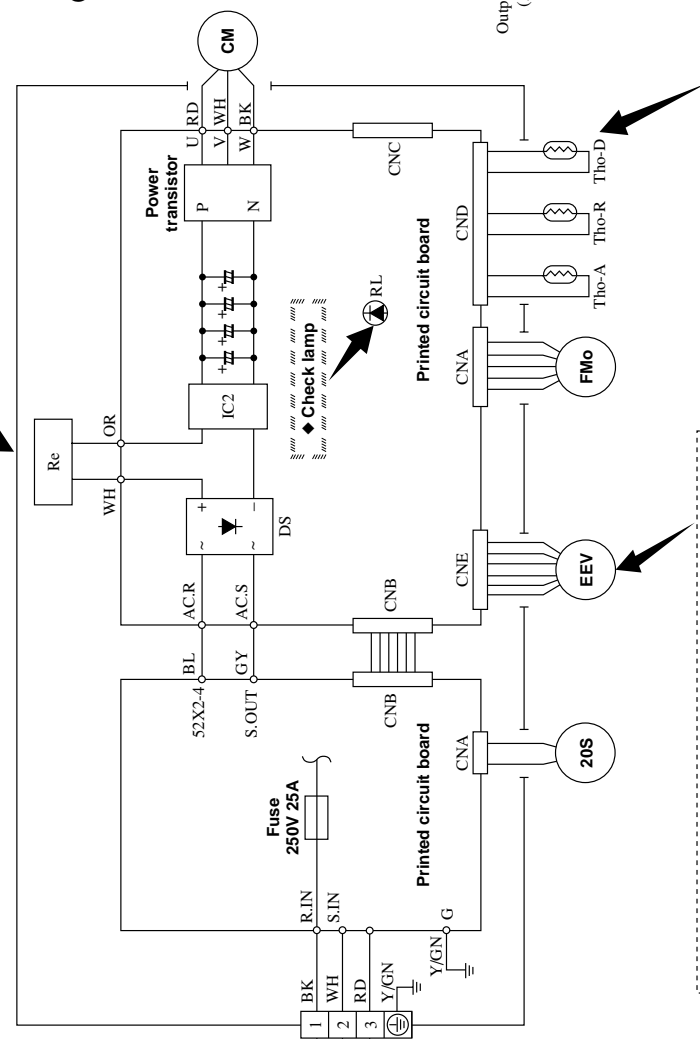 Outp
(
CM
U RD
V WH
W BK
Power
transistor
P
N
CNC
Tho-D
Tho-R
Tho-A
CND
RL
◆ Check lamp
Printed circuit board
CNA
FMo
IC2
OR
Re
WH
+
−
~
~
DS
CNE
EEV
AC.R
AC.S
CNB
CNB
BL
GY
52X2-4
S.OUT
CNA
20S
Fuse
250V 25A
Printed circuit board
R.IN
S.IN
G
BK
WH
RD
Y/GN
Y/GN
1
2
3
+
+
+
+